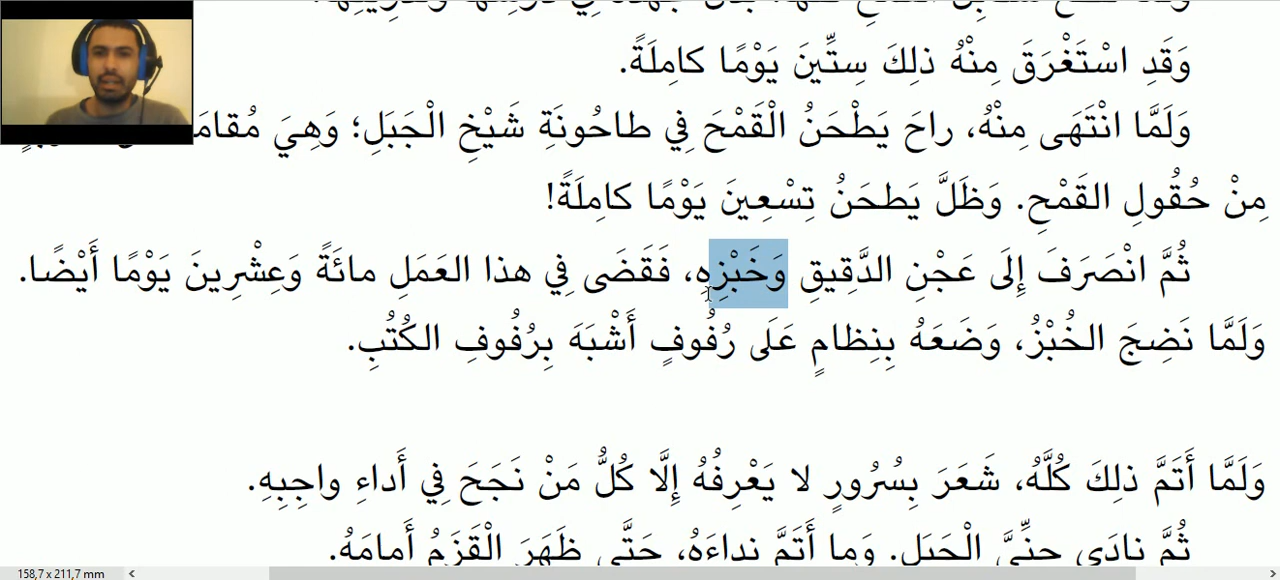 وَقَدِ اسْتَغْرَقَ مِنْهُ ذلِكَ سِتِّينَ يَوْمًا كامِلَةً.
وَلَمَّا انْتَهَى مِنْهُ، راحَ يَطْحَنُ الْقَمْحَ فِي طاحُونَةِ شَيْخِ الْجَبَلِ؛ وَهِيَ
مِنْ حُقُولِ القَمْحِ. وَظَلَّ يَطحَنُ تِسْعِينَ يَوْمًا كامِلَةً!
ثُمَّ انْصَرَفَ إِلَى عَجْنِ الدَّقِيقِ وَخَبْزِهِ، فَقَضَى فِي هذا العَمَلِ مائَةً وَعِشْرِينَ يَوْمًا أَيْضًا.
وَلَمَّا نَضِجَ الخُبْزُ، وَضَعَهُ بِنِظامٍ عَلَى رُفُوفٍ أَشْبَهَ بِرُفُوفِ الكُتُبِ.
وَلَمَّا أَتَمَّ ذلِكَ كُلَّهُ، شَعَرَ بِسُرُورٍ لا يَعْرِفُهُ إِلَّا كُلُّ مَنْ نَجَحَ فِي أَداءِ واجِبِهِ.
ثُمَّ نادَى جِنِّيَّ الْجَبَلِ. وَما أَتَمَّ نداءَهُ، حَتَّى ظَهَرَ الْقَزَمُ أَمامَهُ.
158,7 x 211,7 mm